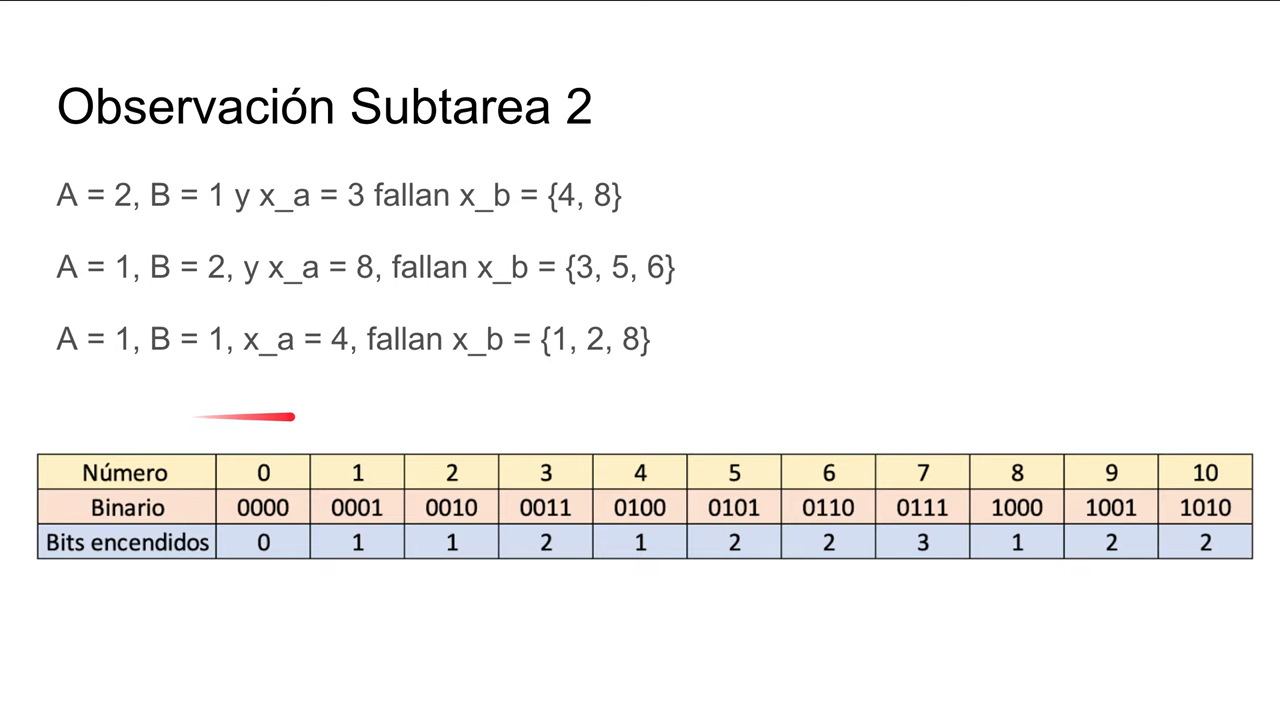 Observación Subtarea 2
A = 2, B = 1 y x_a = 3 fallan x_b = {4, 8}
A = 1, B = 2, y x_a = 8, fallan x_b = {3, 5, 6}
A = 1, B = 1, x_a = 4, fallan x_b = {1, 2, 8}
Número 0 1 2 3 4 5 6 7 8 9 10
Binario 0000 0001 0010 0011 0100 0101 0110 0111 1000 1001 1010
Bits encendidos 0 1 1 2 1 2 2 3 1 2 2